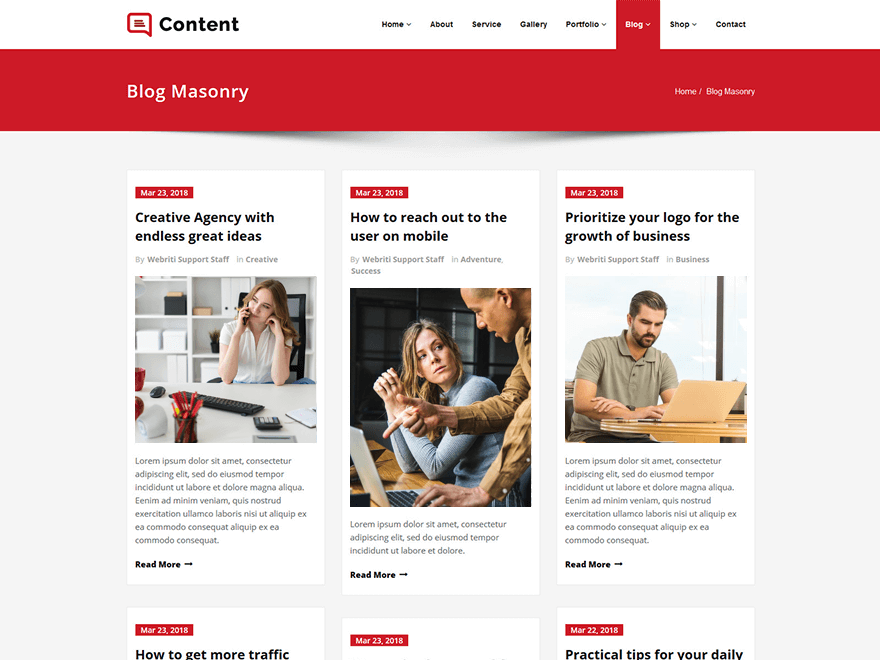 Content
Home About Service Gallery Portfolio Blog Shop Contact
Blog Masonry
Home / Blog Masonry
Mar 23, 2018
Creative Agency with
endless great ideas
By Webriti Support Staff in Creative
Lorem ipsum dolor sit amet, consectetur
adipiscing elit, sed do eiusmod tempor
incididunt ut labore et dolore magna aliqua.
Eenim ad minim veniam, quis nostrud
exercitation ullamco laboris nisi ut aliquip ex
ea commodo consequat aliquip ex ea
commodo consequat.
Read More
Mar 23, 2018
How to reach out to the
user on mobile
By Webriti Support Staff in Adventure,
Success
Lorem ipsum dolor sit amet, consectetur
adipiscing elit, sed do eiusmod tempor
incididunt ut labore et dolore.
Read More
Mar 23, 2018
Prioritize your logo for the
growth of business
By Webriti Support Staff in Business
Lorem ipsum dolor sit amet, consectetur
adipiscing elit, sed do eiusmod tempor
incididunt ut labore et dolore magna aliqua.
Eenim ad minim veniam, quis nostrud
exercitation ullamco laboris nisi ut aliquip ex
ea commodo consequat aliquip ex ea
commodo consequat.
Read More
Mar 23, 2018
How to get more traffic
Mar 23, 2018
Mar 22, 2018
Practical tips for your daily